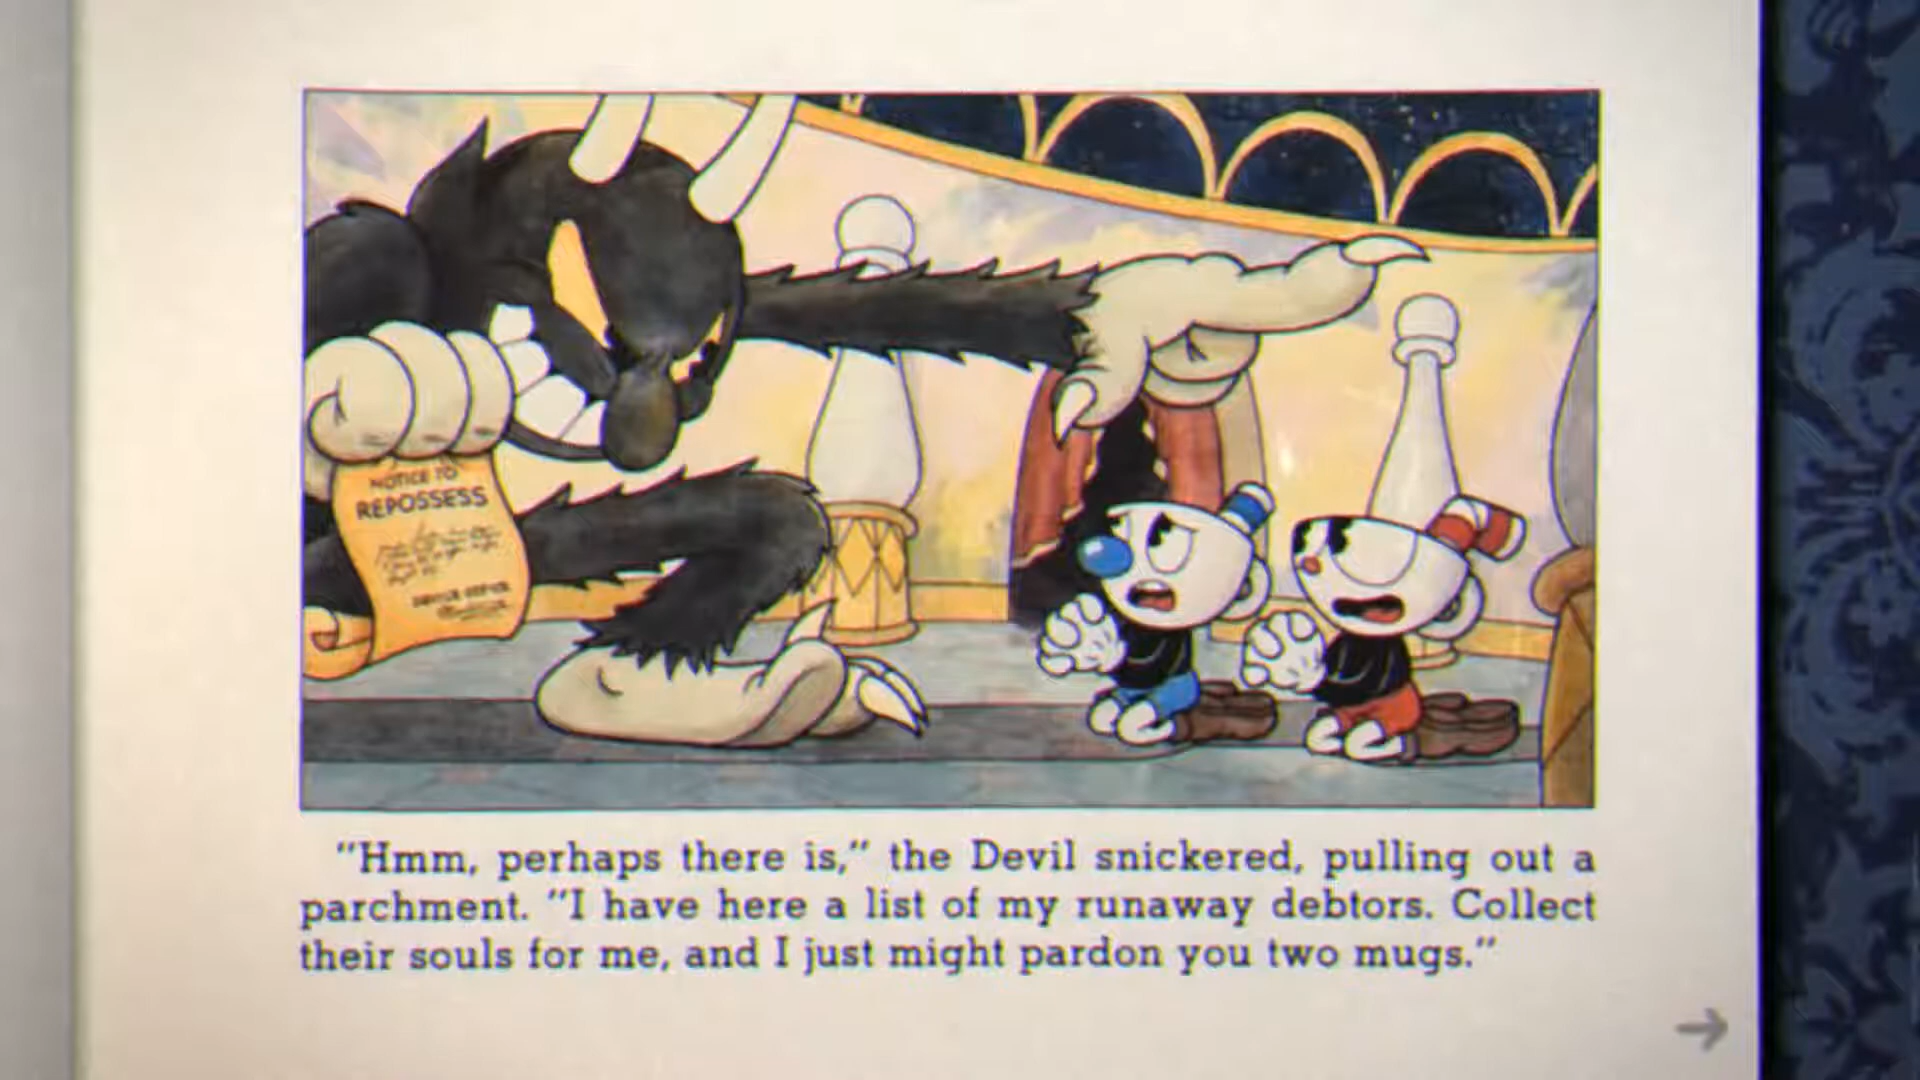 NOTICE TO
REPOSSESS
“Hmm, perhaps there is,” the Devil snickered, pulling out a
parchment. “I have here a list of my runaway debtors. Collect
their souls for me, and I just might pardon you two mugs.”